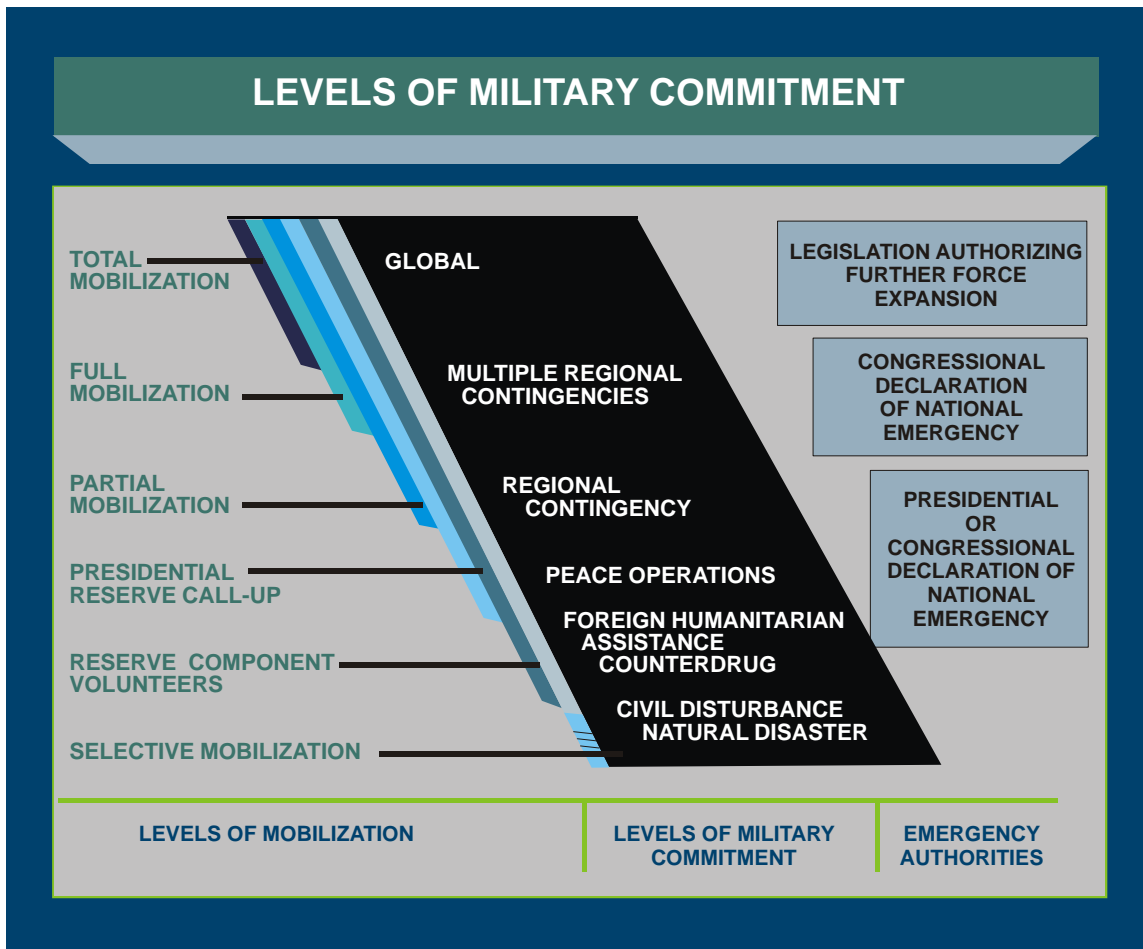 LEVELS OF MILITARY COMMITMENT
TOTAL
MOBILIZATION
FULL
MOBILIZATION
PARTIAL
MOBILIZATION
PRESIDENTIAL
RESERVE CALL-UP
RESERVE COMPONENT
VOLUNTEERS
SELECTIVE MOBILIZATION
GLOBAL
MULTIPLE REGIONAL
CONTINGENCIES
REGIONAL
CONTINGENCY
PEACE OPERATIONS
FOREIGN HUMANITARIAN
ASSISTANCE
COUNTERDRUG
CIVIL DISTURBANCE
NATURAL DISASTER
LEGISLATION AUTHORIZING
FURTHER FORCE
EXPANSION
CONGRESSIONAL
DECLARATION
OF NATIONAL
EMERGENCY
PRESIDENTIAL
OR
CONGRESSIONAL
DECLARATION OF
NATIONAL
EMERGENCY
LEVELS OF MOBILIZATION
LEVELS OF MILITARY
COMMITMENT
EMERGENCY
AUTHORITIES